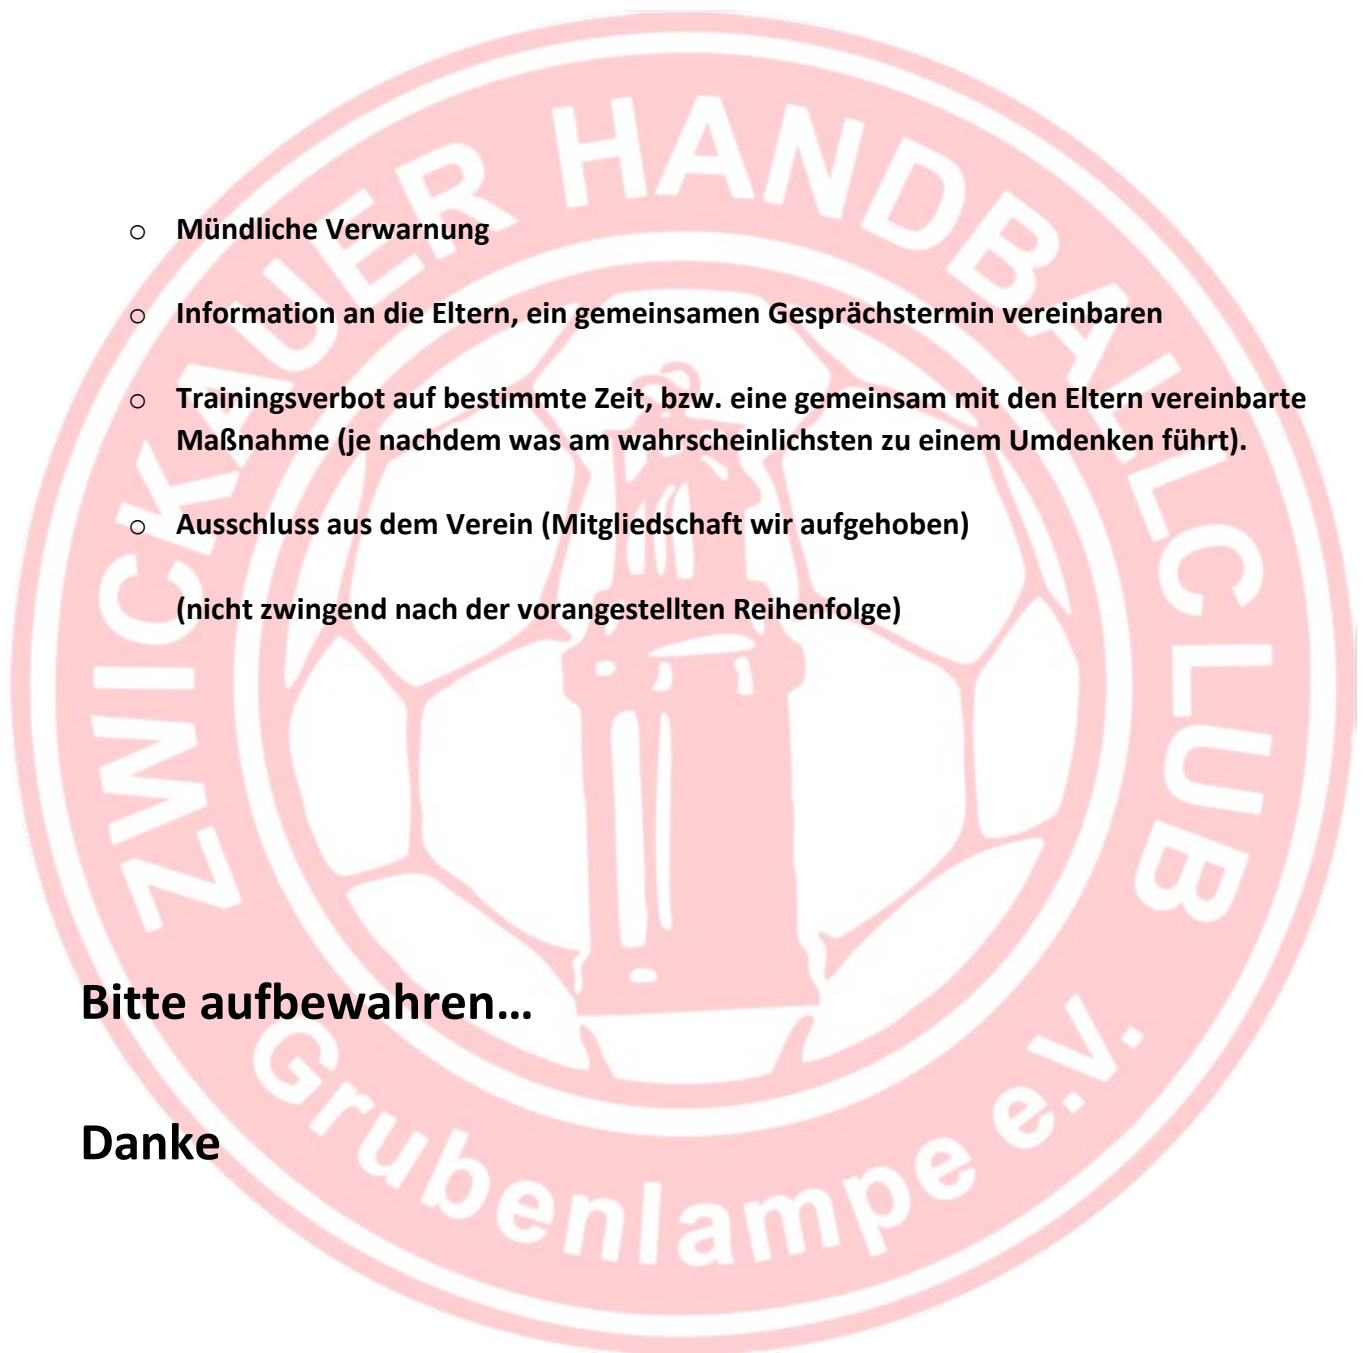 ZWICKAUER HANDBALLCLUB
○ Mündliche Verwarnung
○ Information an die Eltern, ein gemeinsamen Gesprächstermin vereinbaren
○ Trainingsverbot auf bestimmte Zeit, bzw. eine gemeinsam mit den Eltern vereinbarte
Maßnahme (je nachdem was am wahrscheinlichsten zu einem Umdenken führt).
○ Ausschluss aus dem Verein (Mitgliedschaft wir aufgehoben)
(nicht zwingend nach der vorangestellten Reihenfolge)
Bitte aufbewahren…
Danke
Grubenlampe e.V.